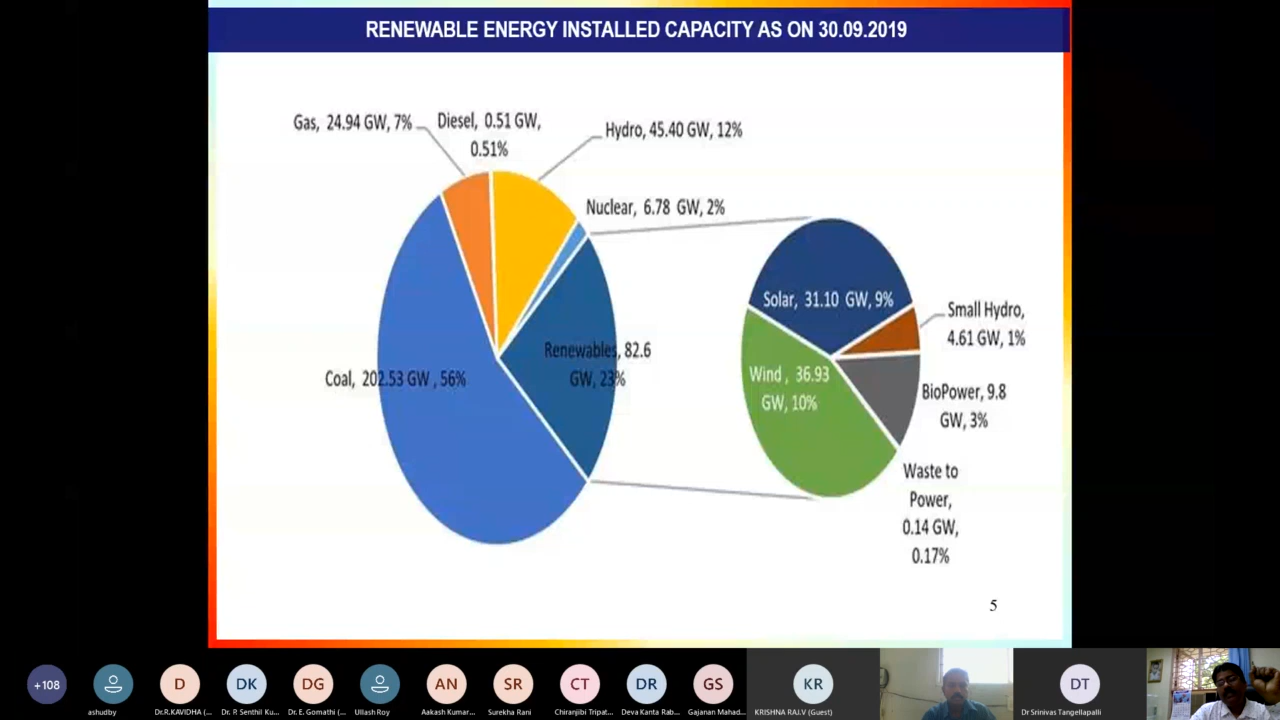 RENEWABLE ENERGY INSTALLED CAPACITY AS ON 30.09.2019
Gas, 24.94 GW, 7%
Diesel, 0.51 GW,
0.51%
Hydro, 45.40 GW, 12%
Nuclear, 6.78 GW, 2%
Renewables, 82.6
GW, 23%
Coal, 202.53 GW , 56%
Solar, 31.10 GW, 9%
Small Hydro,
4.61 GW, 1%
Wind , 36.93
GW, 10%
BioPower, 9.8
GW, 3%
Waste to
Power,
0.14 GW,
0.17%
5
+108
D
DK
DG
AN
SR
CT
DR
GS
KR
DT
ashudby
Dr.R.KAVIDHA (...
Dr. P. Senthil Ku...
Dr. E. Gomathi (...
Ullash Roy
Aakash Kumar...
Surekha Rani
Chiranjibi Tripat...
Deva Kanta Rab...
Gajanan Mahad...
KRISHNA RAJ.V (Guest)
Dr Srinivas Tangellapalli